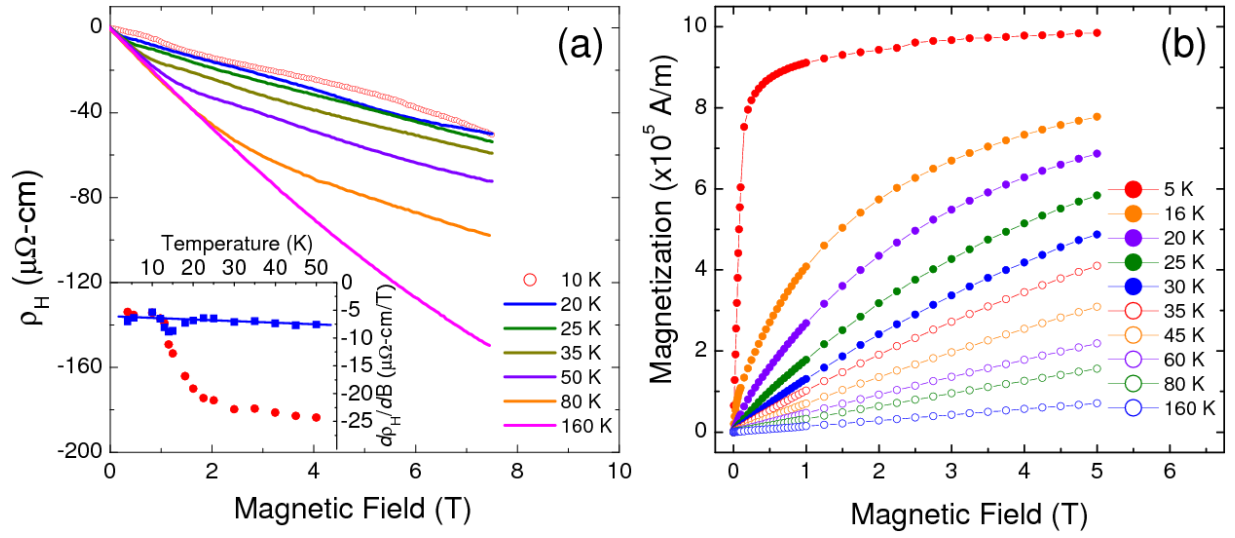 (a)
0
-40
-80
-120
-160
-200
ρH (μΩ-cm)
0 2 4 6 8 10
Magnetic Field (T)
Temperature (K)
10 20 30 40 50
0
-5
-10
-15
-20
-25
dρH/dB (μΩ-cm/T)
10 K
20 K
25 K
35 K
50 K
80 K
160 K
(b)
10
8
6
4
2
0
Magnetization (x10⁵ A/m)
0 1 2 3 4 5 6
Magnetic Field (T)
5 K
16 K
20 K
25 K
30 K
35 K
45 K
60 K
80 K
160 K